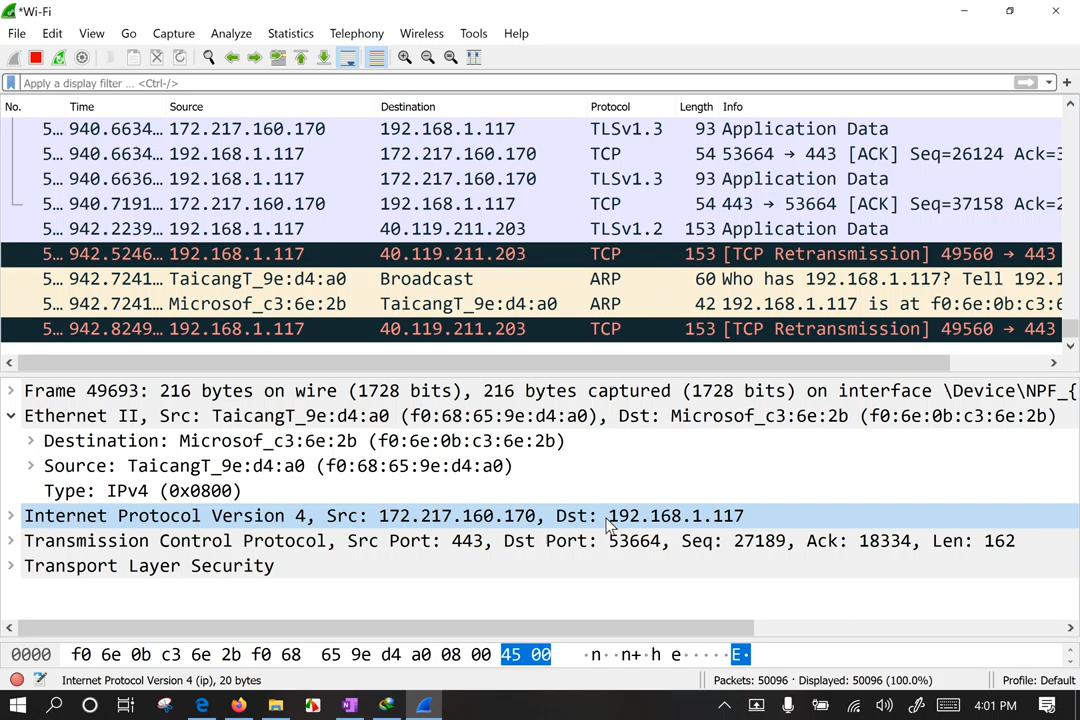 *Wi-Fi
File Edit View Go Capture Analyze Statistics Telephony Wireless Tools Help
Apply a display filter ... <Ctrl-/>
No. Time Source Destination Protocol Length Info
5... 940.6634... 172.217.160.170 192.168.1.117 TLSv1.3 93 Application Data
5... 940.6634... 192.168.1.117 172.217.160.170 TCP 54 53664 → 443 [ACK] Seq=26124 Ack=3
5... 940.6636... 192.168.1.117 172.217.160.170 TLSv1.3 93 Application Data
5... 940.7191... 172.217.160.170 192.168.1.117 TCP 54 443 → 53664 [ACK] Seq=37158 Ack=2
5... 942.2239... 192.168.1.117 40.119.211.203 TLSv1.2 153 Application Data
5... 942.5246... 192.168.1.117 40.119.211.203 TCP 153 [TCP Retransmission] 49560 → 443
5... 942.7241... TaicangT_9e:d4:a0 Broadcast ARP 60 Who has 192.168.1.117? Tell 192.1
5... 942.7241... Microsof_c3:6e:2b TaicangT_9e:d4:a0 ARP 42 192.168.1.117 is at f0:6e:0b:c3:6
5... 942.8249... 192.168.1.117 40.119.211.203 TCP 153 [TCP Retransmission] 49560 → 443
Frame 49693: 216 bytes on wire (1728 bits), 216 bytes captured (1728 bits) on interface \Device\NPF_{
Ethernet II, Src: TaicangT_9e:d4:a0 (f0:68:65:9e:d4:a0), Dst: Microsof_c3:6e:2b (f0:6e:0b:c3:6e:2b)
Destination: Microsof_c3:6e:2b (f0:6e:0b:c3:6e:2b)
Source: TaicangT_9e:d4:a0 (f0:68:65:9e:d4:a0)
Type: IPv4 (0x0800)
Internet Protocol Version 4, Src: 172.217.160.170, Dst: 192.168.1.117
Transmission Control Protocol, Src Port: 443, Dst Port: 53664, Seq: 27189, Ack: 18334, Len: 162
Transport Layer Security
0000 f0 6e 0b c3 6e 2b f0 68 65 9e d4 a0 08 00 45 00 ·n··n+·he·····E·
Internet Protocol Version 4 (ip), 20 bytes Packets: 50096 · Displayed: 50096 (100.0%) Profile: Default
4:01 PM